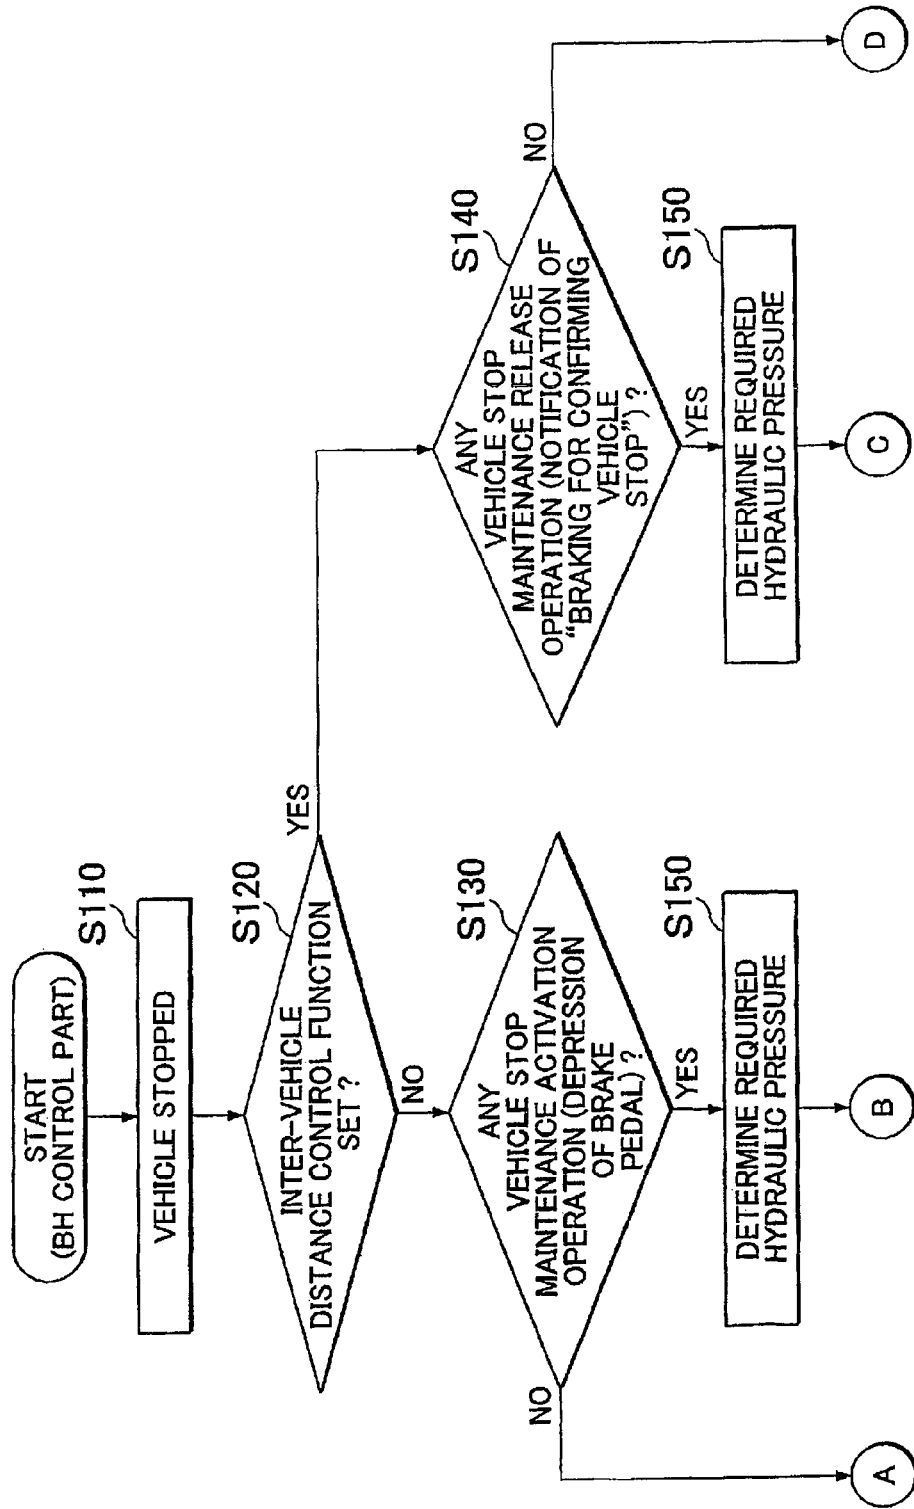 START
(BH CONTROL PART)
S110
VEHICLE STOPPED
S120
INTER-VEHICLE
DISTANCE CONTROL FUNCTION
SET ?
YES
NO
S130
ANY
VEHICLE STOP
MAINTENANCE ACTIVATION
OPERATION (DEPRESSION
OF BRAKE
PEDAL) ?
NO
YES
S140
ANY
VEHICLE STOP
MAINTENANCE RELEASE
OPERATION (NOTIFICATION OF
“BRAKING FOR CONFIRMING
VEHICLE
STOP”) ?
NO
YES
S150
DETERMINE REQUIRED
HYDRAULIC PRESSURE
S150
DETERMINE REQUIRED
HYDRAULIC PRESSURE
A
B
C
D